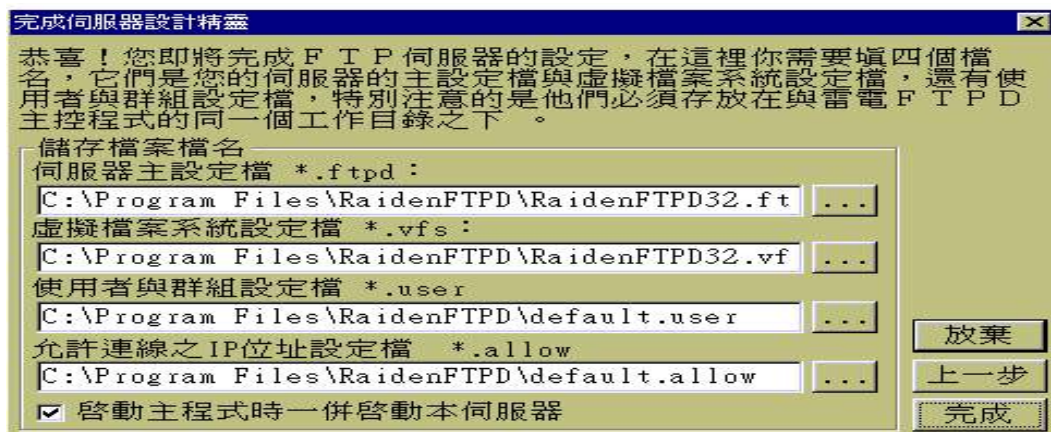 完成伺服器設計精靈
恭喜！您即將完成ＦＴＰ伺服器的設定，在這裡你需要填四個檔
名，它們是您的伺服器的主設定檔與虛擬檔案系統設定檔，還有使
用者與群組設定檔，特別注意的是他們必須存放在與雷電ＦＴＰＤ
主控程式的同一個工作目錄之下 。
儲存檔案檔名
伺服器主設定檔 *.ftpd：
C:\Program Files\RaidenFTPD\RaidenFTPD32.ft
...
虛擬檔案系統設定檔 *.vfs：
C:\Program Files\RaidenFTPD\RaidenFTPD32.vf
...
使用者與群組設定檔 *.user
C:\Program Files\RaidenFTPD\default.user
...
允許連線之IP位址設定檔 *.allow
C:\Program Files\RaidenFTPD\default.allow
...
啓動主程式時一併啓動本伺服器
放棄
上一步
完成